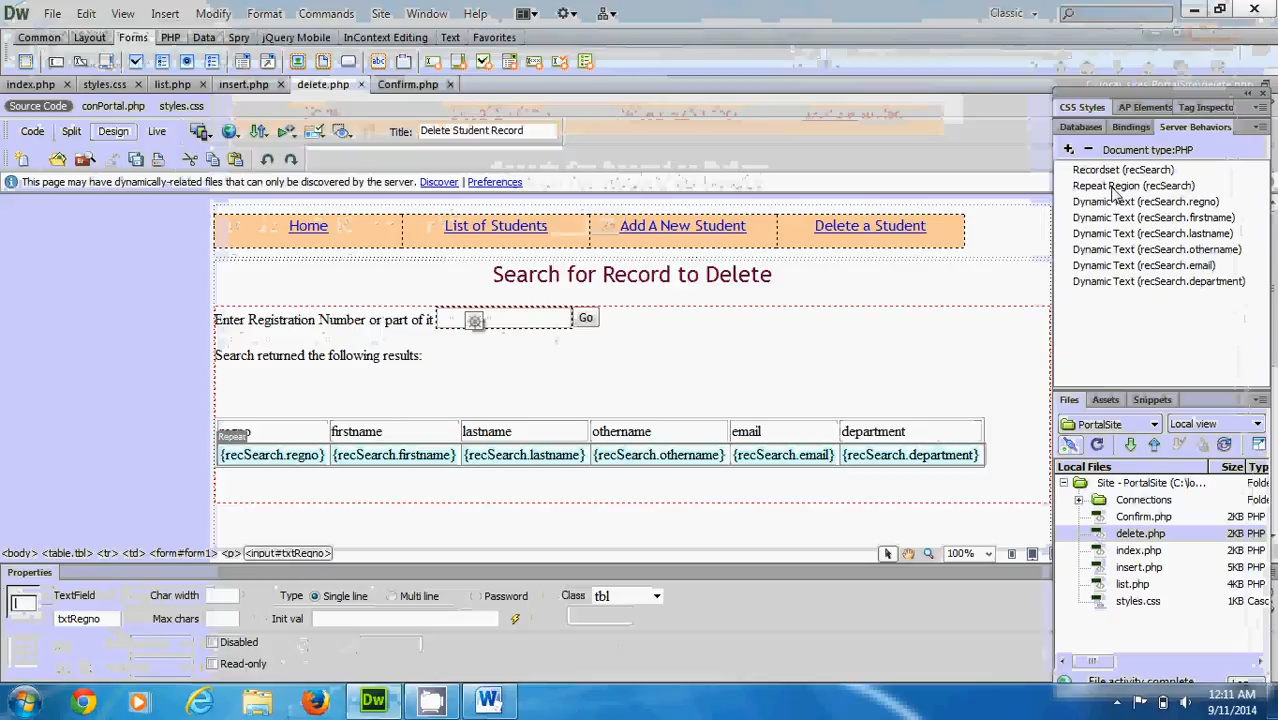 Dw File Edit View Insert Modify Format Commands Site Window Help Classic
Common Layout Forms PHP Data Spry jQuery Mobile InContext Editing Text Favorites
index.php × styles.css × list.php × insert.php × delete.php × Confirm.php ×
Source Code conPortal.php styles.css
Code Split Design Live Title: Delete Student Record
This page may have dynamically-related files that can only be discovered by the server. Discover | Preferences
Home List of Students Add A New Student Delete a Student
Search for Record to Delete
Enter Registration Number or part of it Go
Search returned the following results:
Repeat
firstname lastname othername email department
{recSearch.regno} {recSearch.firstname} {recSearch.lastname} {recSearch.othername} {recSearch.email} {recSearch.department}
<body> <table.tbl> <tr> <td> <form#form1> <p> <input#txtRegno> 100%
Properties
TextField Char width Type Single line Multi line Password Class tbl
txtRegno Max chars Init val
Disabled
Read-only
CSS Styles AP Elements Tag Inspecto
Databases Bindings Server Behaviors
Document type:PHP
Recordset (recSearch)
Repeat Region (recSearch)
Dynamic Text (recSearch.regno)
Dynamic Text (recSearch.firstname)
Dynamic Text (recSearch.lastname)
Dynamic Text (recSearch.othername)
Dynamic Text (recSearch.email)
Dynamic Text (recSearch.department)
Files Assets Snippets
PortalSite Local view
Local Files Size Typ
Site - PortalSite (C:\lo... Folde
Connections Folde
Confirm.php 2KB PHP
delete.php 2KB PHP
index.php 2KB PHP
insert.php 5KB PHP
list.php 4KB PHP
styles.css 1KB Casc
File activity complete.
12:11 AM
9/11/2014